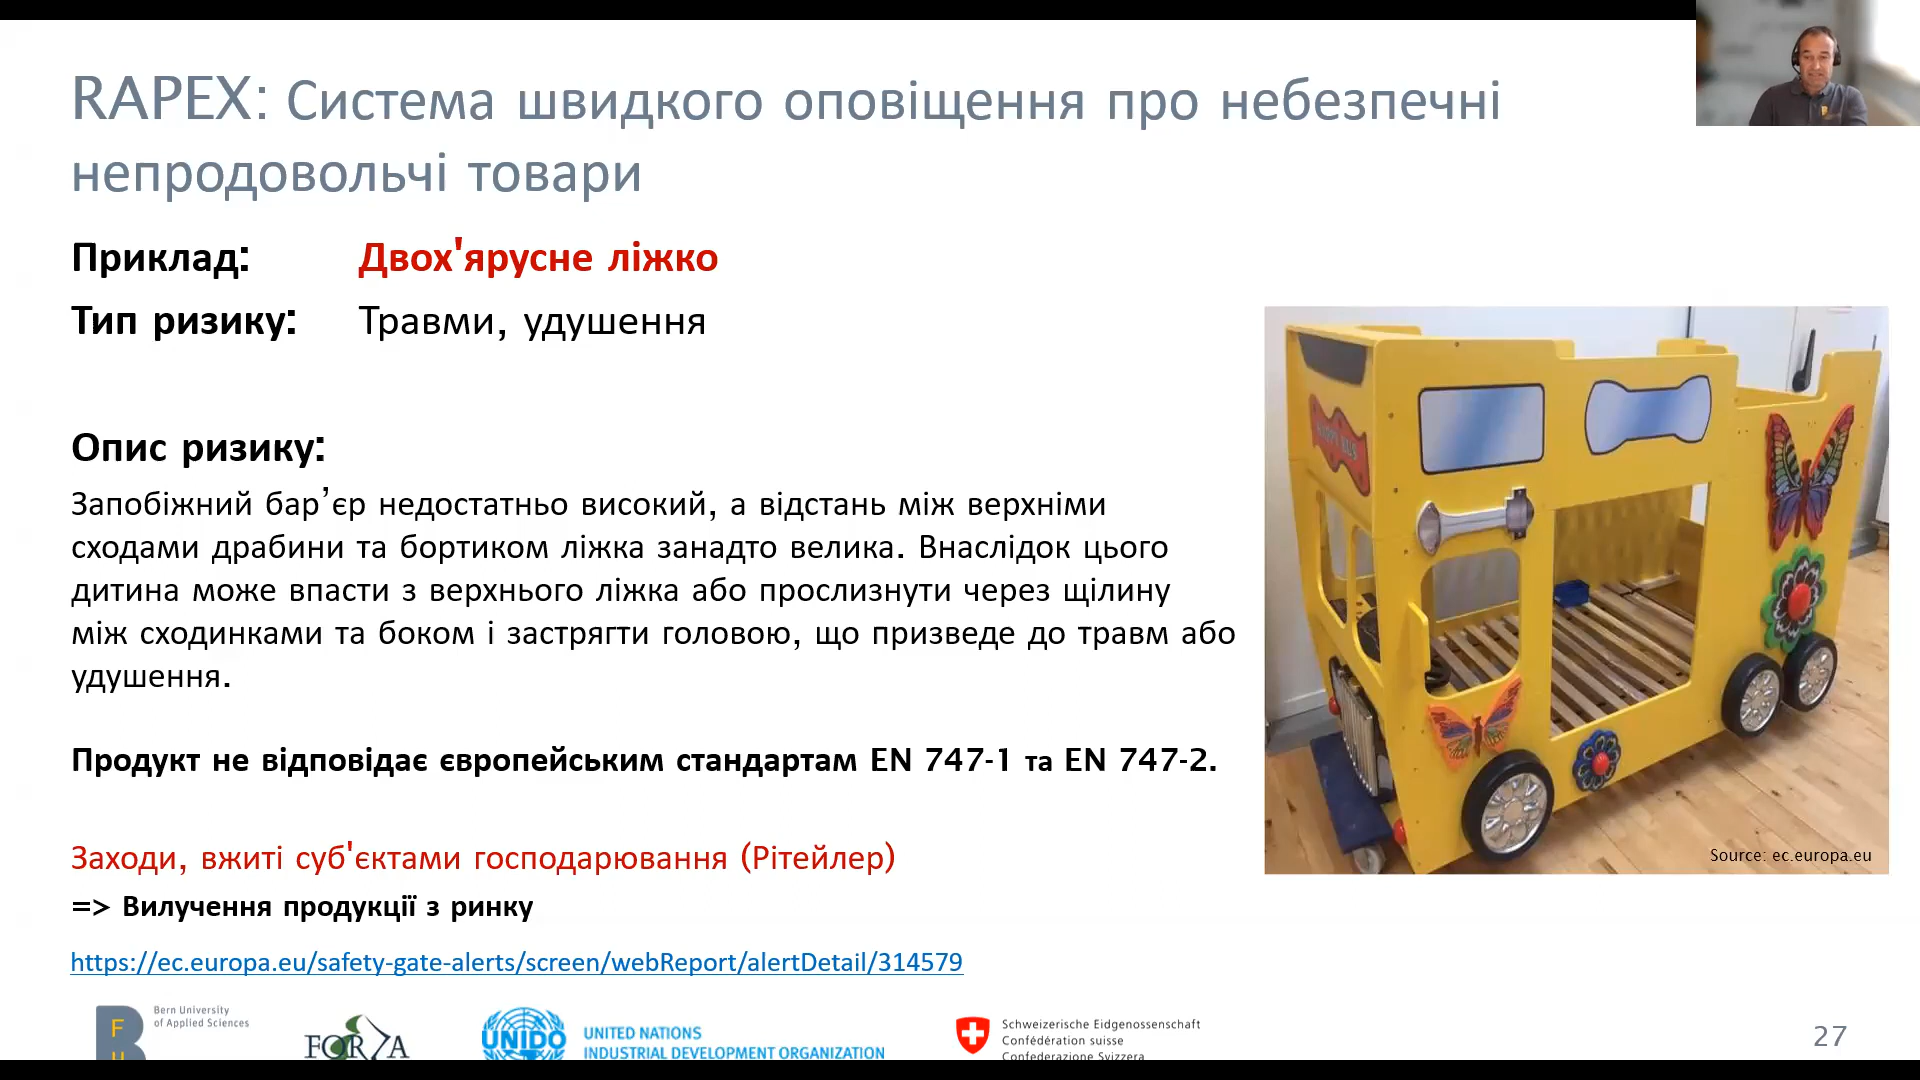 RAPEX: Система швидкого оповіщення про небезпечні
непродовольчі товари
Приклад: Двох'ярусне ліжко
Тип ризику: Травми, удушення
Опис ризику:
Запобіжний бар’єр недостатньо високий, а відстань між верхніми
сходами драбини та бортиком ліжка занадто велика. Внаслідок цього
дитина може впасти з верхнього ліжка або прослизнути через щілину
між сходинками та боком і застрягти головою, що призведе до травм або
удушення.
Продукт не відповідає європейським стандартам EN 747-1 та EN 747-2.
Заходи, вжиті суб'єктами господарювання (Рітейлер)
=> Вилучення продукції з ринку
https://ec.europa.eu/safety-gate-alerts/screen/webReport/alertDetail/314579
Source: ec.europa.eu
Bern University
of Applied Sciences
F
FORZA
UNIDO
UNITED NATIONS
INDUSTRIAL DEVELOPMENT ORGANIZATION
Schweizerische Eidgenossenschaft
Confédération suisse
Confederazione Svizzera
27